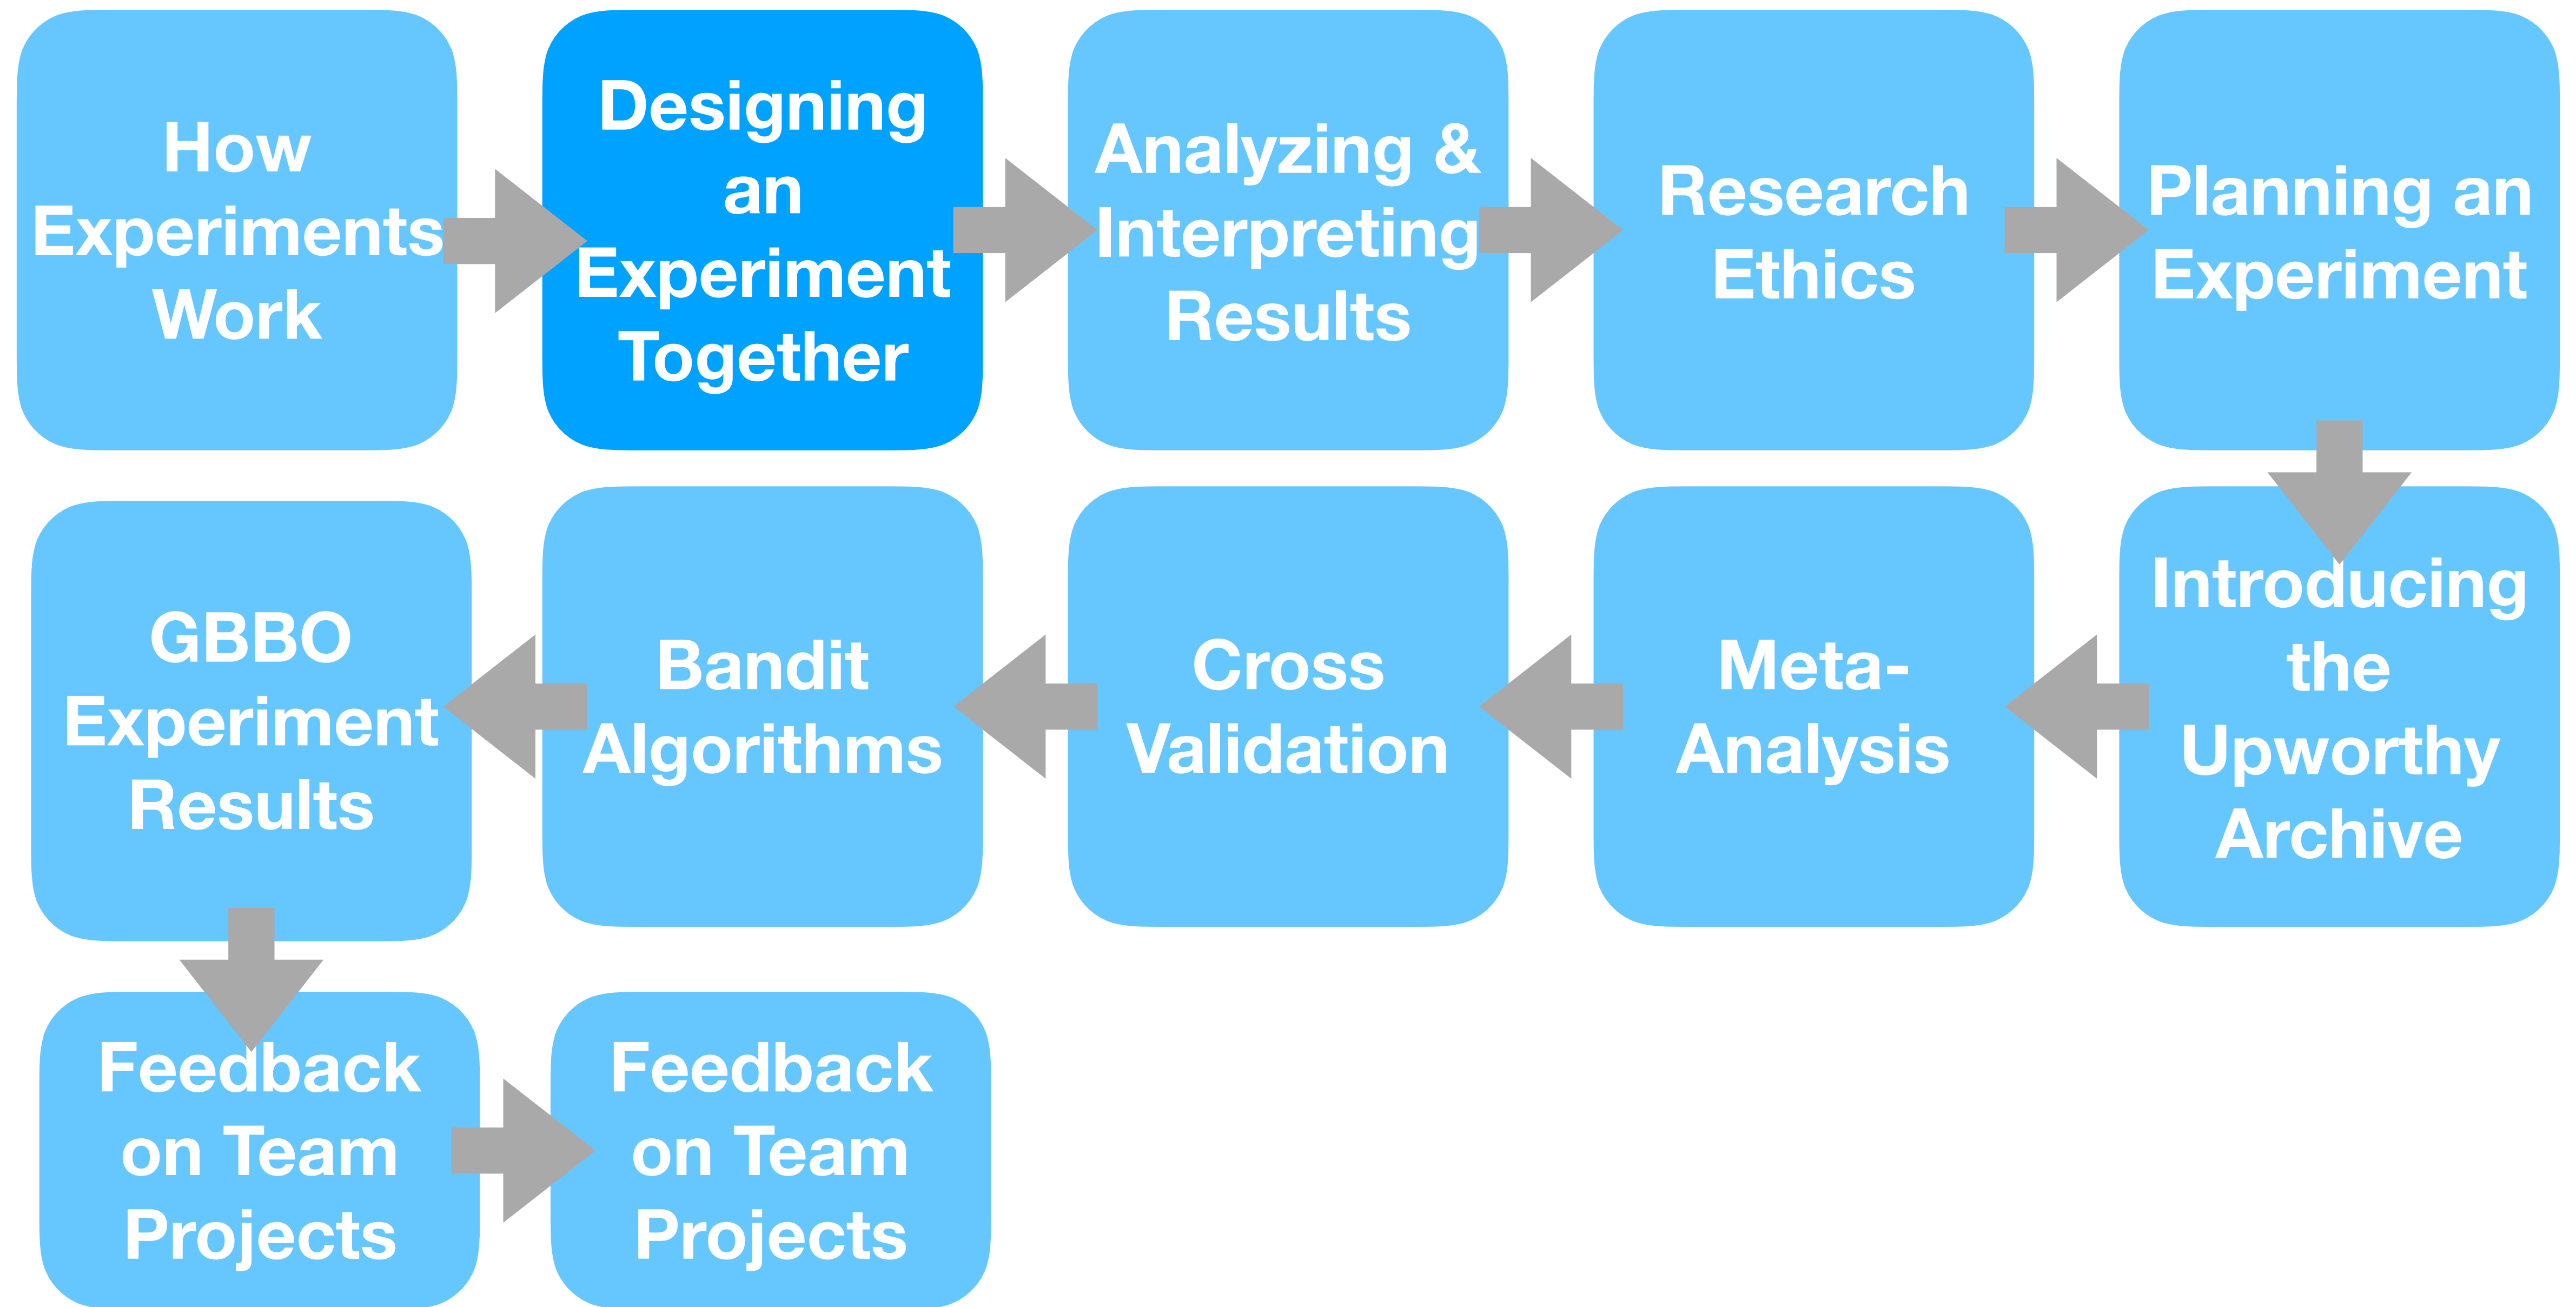 How
Experiments
Work
Designing
an
Experiment
Together
Analyzing &
Interpreting
Results
Research
Ethics
Planning an
Experiment
Introducing
the
Upworthy
Archive
Meta-
Analysis
Cross
Validation
Bandit
Algorithms
GBBO
Experiment
Results
Feedback
on Team
Projects
Feedback
on Team
Projects